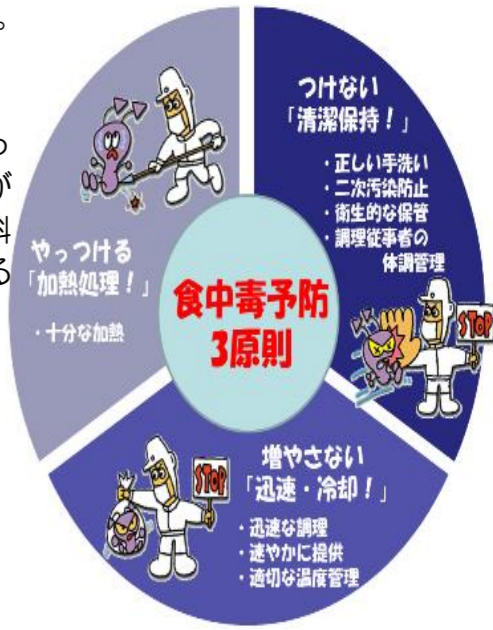 。
っ
が
料
る
つけない
「清潔保持！」
・正しい手洗い
・二次汚染防止
・衛生的な保管
・調理従事者の
体調管理
STOP
やっつける
「加熱処理！」
・十分な加熱
食中毒予防
3原則
増やさない
「迅速・冷却！」
・迅速な調理
・速やかに提供
・適切な温度管理
STOP